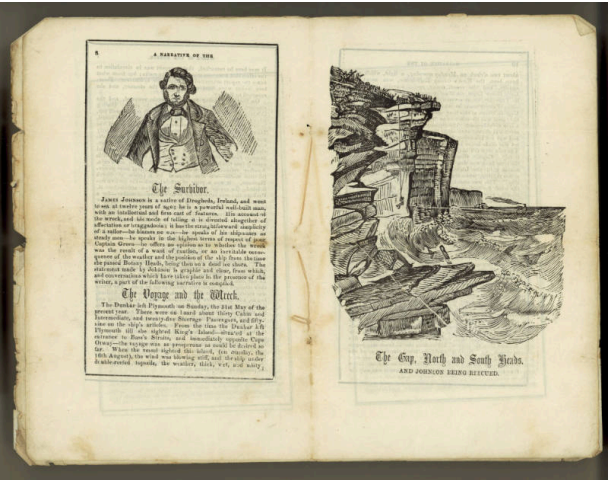 8
A NARRATIVE OF THE
The Survivor.
JAMES JOHNSON is a native of Drogheda, Ireland, and went
to sea at twelve years of age; he is a powerful well-built man,
with an intellectual and firm cast of features. His account of
the wreck, and his mode of telling it is divested altogether of
affectation or braggadocia; it has the straightforward simplicity
of a sailor—he blames no one—he speaks of his shipmates as
steady men—he speaks in the highest terms of respect of poor
Captain Green—he offers no opinion as to whether the wreck
was the result of a want of caution, or an inevitable conse-
quence of the weather and the position of the ship from the time
she passed Botany Heads, being then on a dead lee shore. The
statement made by Johnson is graphic and clear, from which,
and conversations which have taken place in the presence of the
writer, a part of the following narrative is compiled.
The Voyage and the Wreck.
The Dunbar left Plymouth on Sunday, the 31st May of the
present year. There were on board about thirty Cabin and
Intermediate, and twenty-five Steerage Passengers, and fifty-
nine on the ship's articles. From the time the Dunbar left
Plymouth till she sighted King's Island—situated at the
entrance to Bass's Straits, and immediately opposite Cape
Otway—the voyage was as prosperous as could be desired so
far. When the vessel sighted this island, (on Sunday, the
16th August), the wind was blowing stiff, and the ship under
double-reefed topsails, the weather, thick, wet, and misty;
The Gap, North and South Heads,
AND JOHNSON BEING RESCUED.